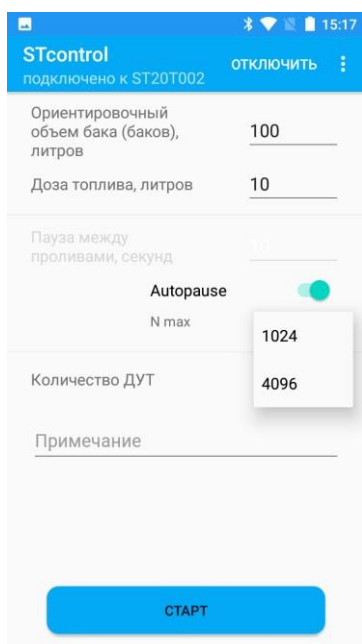 15:17
STcontrol
подключено к ST20T002
ОТКЛЮЧИТЬ
Ориентировочный
объем бака (баков),
литров
100
Доза топлива, литров
10
Пауза между
проливами, секунд
Autopause
N max
1024
4096
Количество ДУТ
Примечание
СТАРТ